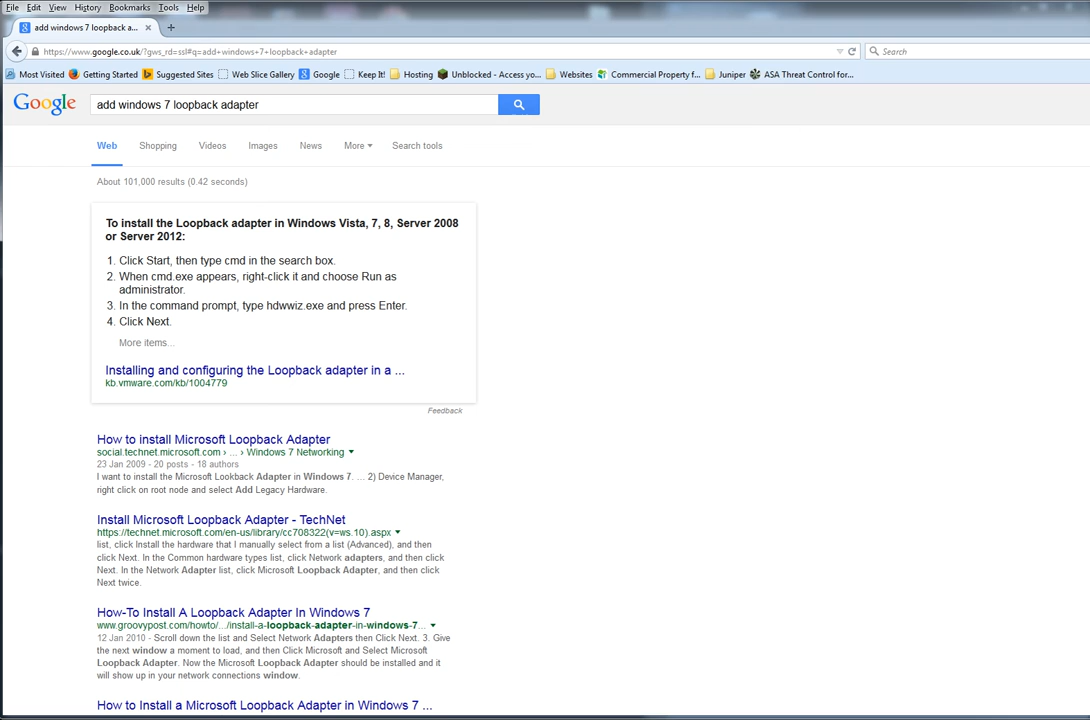 File Edit View History Bookmarks Tools Help
add windows 7 loopback a... × +
https://www.google.co.uk/?gws_rd=ssl#q=add+windows+7+loopback+adapter Search
Most Visited Getting Started Suggested Sites Web Slice Gallery Google Keep It! Hosting Unblocked - Access yo... Websites Commercial Property f... Juniper ASA Threat Control for...
Google add windows 7 loopback adapter
Web Shopping Videos Images News More Search tools
About 101,000 results (0.42 seconds)
To install the Loopback adapter in Windows Vista, 7, 8, Server 2008
or Server 2012:
1. Click Start, then type cmd in the search box.
2. When cmd.exe appears, right-click it and choose Run as
administrator.
3. In the command prompt, type hdwwiz.exe and press Enter.
4. Click Next.
More items...
Installing and configuring the Loopback adapter in a ...
kb.vmware.com/kb/1004779
Feedback
How to install Microsoft Loopback Adapter
social.technet.microsoft.com › ... › Windows 7 Networking
23 Jan 2009 - 20 posts - 18 authors
I want to install the Microsoft Lookback Adapter in Windows 7. ... 2) Device Manager,
right click on root node and select Add Legacy Hardware.
Install Microsoft Loopback Adapter - TechNet
https://technet.microsoft.com/en-us/library/cc708322(v=ws.10).aspx
list, click Install the hardware that I manually select from a list (Advanced), and then
click Next. In the Common hardware types list, click Network adapters, and then click
Next. In the Network Adapter list, click Microsoft Loopback Adapter, and then click
Next twice.
How-To Install A Loopback Adapter In Windows 7
www.groovypost.com/howto/.../install-a-loopback-adapter-in-windows-7...
12 Jan 2010 - Scroll down the list and Select Network Adapters then Click Next. 3. Give
the next window a moment to load, and then Click Microsoft and Select Microsoft
Loopback Adapter. Now the Microsoft Loopback Adapter should be installed and it
will show up in your network connections window.
How to Install a Microsoft Loopback Adapter in Windows 7 ...